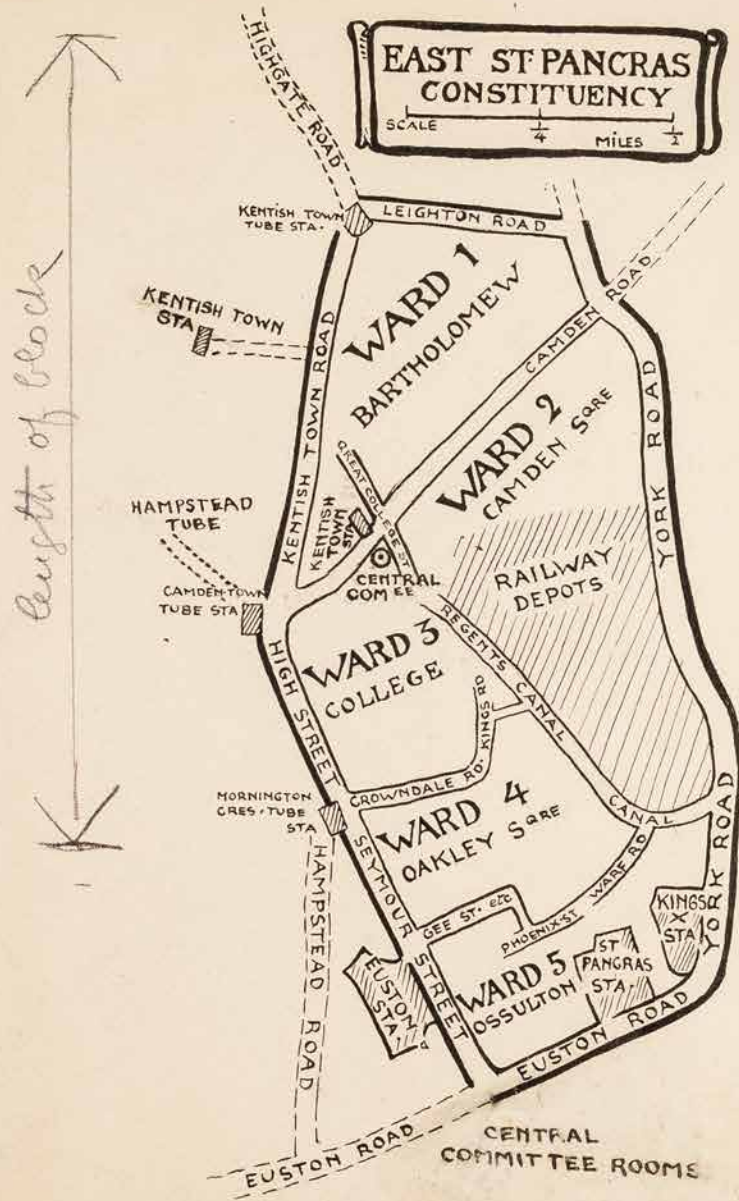 EAST ST. PANCRAS
CONSTITUENCY
SCALE 1/4 MILES 1/2
HIGHGATE ROAD
length of block
KENTISH TOWN
TUBE STA.
LEIGHTON ROAD
KENTISH TOWN
STA
KENTISH TOWN ROAD
WARD 1
BARTHOLOMEW
CAMDEN ROAD
YORK ROAD
WARD 2
CAMDEN SQRE
GREAT COLLEGE ST
KENTISH TOWN
STA
HAMPSTEAD
TUBE
CENTRAL
COMEE
RAILWAY
DEPOTS
CAMDEN TOWN
TUBE STA
HIGH STREET
WARD 3
COLLEGE
REGENTS CANAL
KINGS RD
CROWNDALE RD.
MORNINGTON
CRES. TUBE
STA
WARD 4
OAKLEY SQRE
CANAL
YORK ROAD
SEYMOUR STREET
HAMPSTEAD ROAD
GEE ST. etc
PHOENIX ST
WARF RD
KINGS
X
STA
ST
PANCRAS
STA.
EUSTON
STA.
WARD 5
OSSULTON
EUSTON ROAD
EUSTON ROAD
CENTRAL
COMMITTEE ROOMS